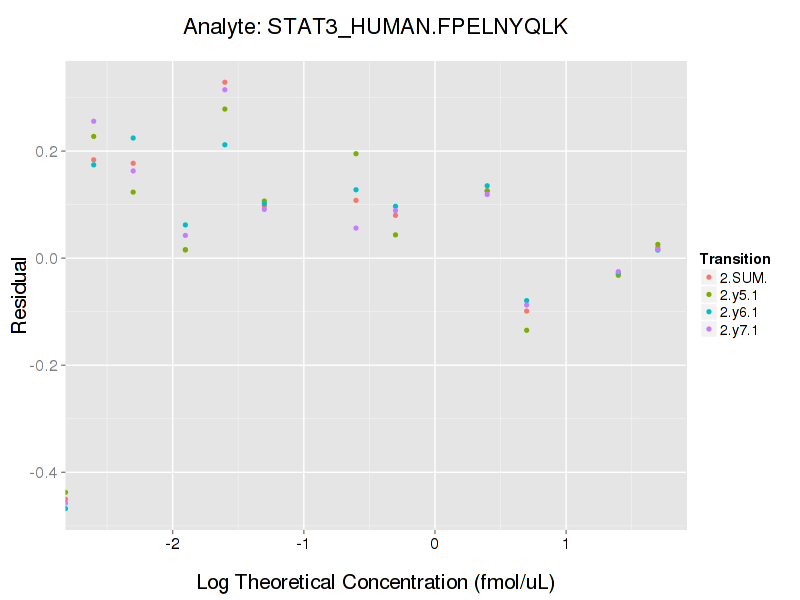 Analyte: STAT3_HUMAN.FPELNYQLK
Residual
0.2
0.0
-0.2
-0.4
-2
-1
0
1
Log Theoretical Concentration (fmol/uL)
Transition
2.SUM.
2.y5.1
2.y6.1
2.y7.1